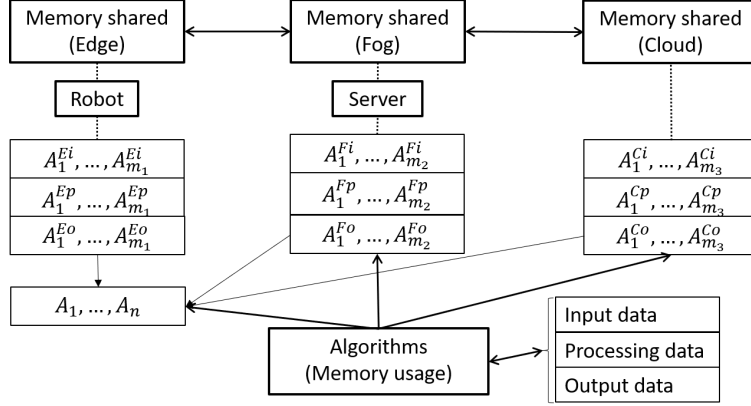 Memory shared Memory shared Memory shared
(Edge) (Fog) (Cloud)
Robot Server
A_1^{Ei}, ..., A_{m_1}^{Ei} A_1^{Fi}, ..., A_{m_2}^{Fi} A_1^{Ci}, ..., A_{m_3}^{Ci}
A_1^{Ep}, ..., A_{m_1}^{Ep} A_1^{Fp}, ..., A_{m_2}^{Fp} A_1^{Cp}, ..., A_{m_3}^{Cp}
A_1^{Eo}, ..., A_{m_1}^{Eo} A_1^{Fo}, ..., A_{m_2}^{Fo} A_1^{Co}, ..., A_{m_3}^{Co}
A_1, ..., A_n
Algorithms
(Memory usage)
Input data
Processing data
Output data